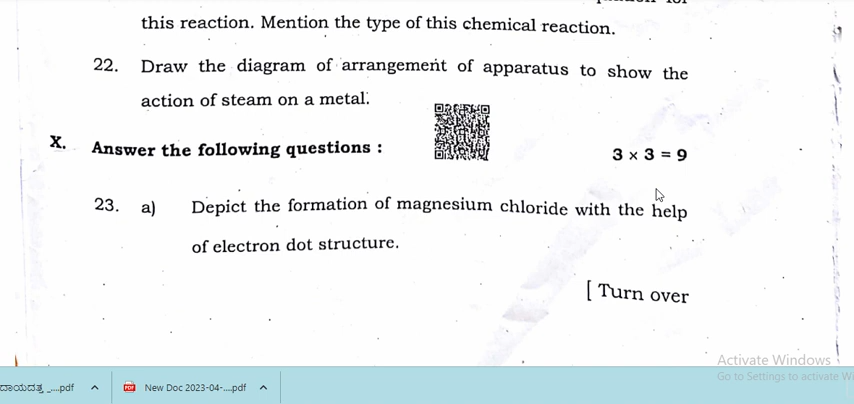 this reaction. Mention the type of this chemical reaction.
22. Draw the diagram of arrangement of apparatus to show the
action of steam on a metal.
X. Answer the following questions :
3 × 3 = 9
23. a) Depict the formation of magnesium chloride with the help
of electron dot structure.
[ Turn over
Activate Windows
Go to Settings to activate W
New Doc 2023-04-....pdf